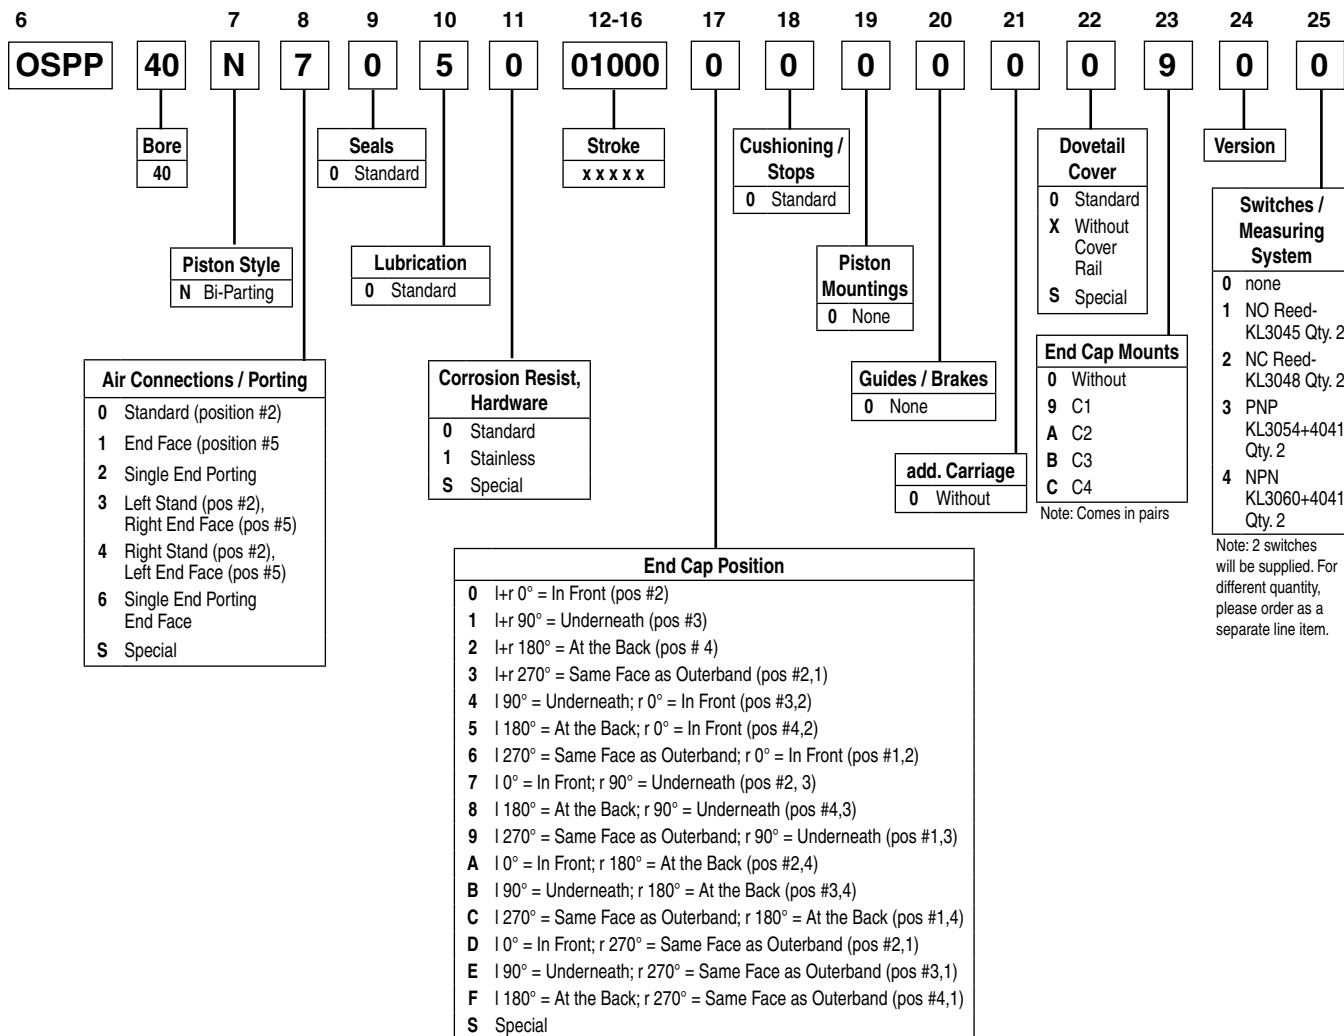 6 7 8 9 10 11 12-16 17 18 19 20 21 22 23 24 25
OSPP 40 N 7 0 5 0 01000 0 0 0 0 0 0 9 0 0
Bore
40
Seals
0 Standard
Stroke
x x x x x
Cushioning /
Stops
0 Standard
Dovetail
Cover
0 Standard
X Without
Cover
Rail
S Special
Version
Piston Style
N Bi-Parting
Lubrication
0 Standard
Piston
Mountings
0 None
Switches /
Measuring
System
0 none
1 NO Reed-
KL3045 Qty. 2
2 NC Reed-
KL3048 Qty. 2
3 PNP
KL3054+4041
Qty. 2
4 NPN
KL3060+4041
Qty. 2
Note: 2 switches
will be supplied. For
different quantity,
please order as a
separate line item.
Air Connections / Porting
0 Standard (position #2)
1 End Face (position #5
2 Single End Porting
3 Left Stand (pos #2),
Right End Face (pos #5)
4 Right Stand (pos #2),
Left End Face (pos #5)
6 Single End Porting
End Face
S Special
Corrosion Resist,
Hardware
0 Standard
1 Stainless
S Special
Guides / Brakes
0 None
End Cap Mounts
0 Without
9 C1
A C2
B C3
C C4
Note: Comes in pairs
add. Carriage
0 Without
End Cap Position
0 l+r 0° = In Front (pos #2)
1 l+r 90° = Underneath (pos #3)
2 l+r 180° = At the Back (pos # 4)
3 l+r 270° = Same Face as Outerband (pos #2,1)
4 l 90° = Underneath; r 0° = In Front (pos #3,2)
5 l 180° = At the Back; r 0° = In Front (pos #4,2)
6 l 270° = Same Face as Outerband; r 0° = In Front (pos #1,2)
7 l 0° = In Front; r 90° = Underneath (pos #2, 3)
8 l 180° = At the Back; r 90° = Underneath (pos #4,3)
9 l 270° = Same Face as Outerband; r 90° = Underneath (pos #1,3)
A l 0° = In Front; r 180° = At the Back (pos #2,4)
B l 90° = Underneath; r 180° = At the Back (pos #3,4)
C l 270° = Same Face as Outerband; r 180° = At the Back (pos #1,4)
D l 0° = In Front; r 270° = Same Face as Outerband (pos #2,1)
E l 90° = Underneath; r 270° = Same Face as Outerband (pos #3,1)
F l 180° = At the Back; r 270° = Same Face as Outerband (pos #4,1)
S Special